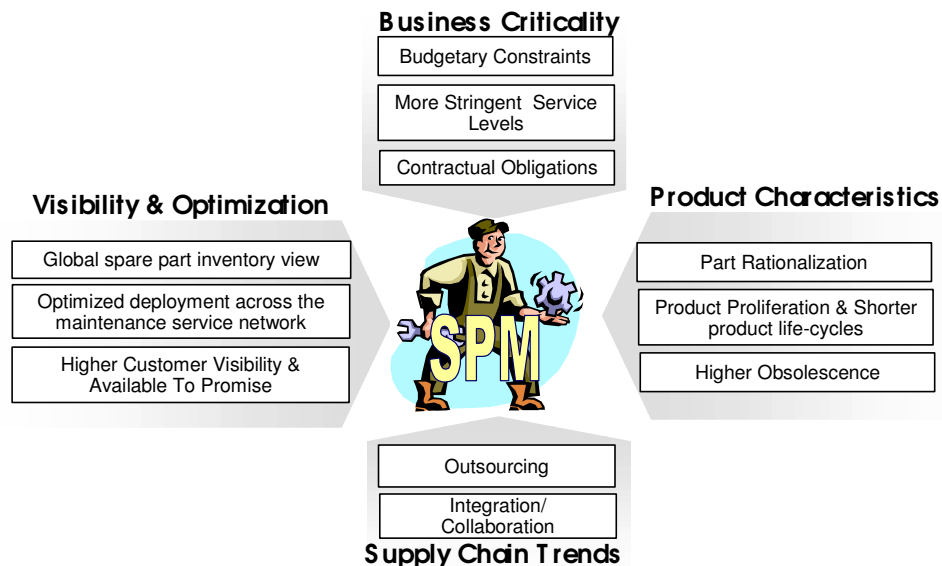 Business Criticality
Budgetary Constraints
More Stringent Service
Levels
Contractual Obligations
Visibility & Optimization
Global spare part inventory view
Optimized deployment across the
maintenance service network
Higher Customer Visibility &
Available To Promise
SPM
Product Characteristics
Part Rationalization
Product Proliferation & Shorter
product life-cycles
Higher Obsolescence
Outsourcing
Integration/
Collaboration
Supply Chain Trends